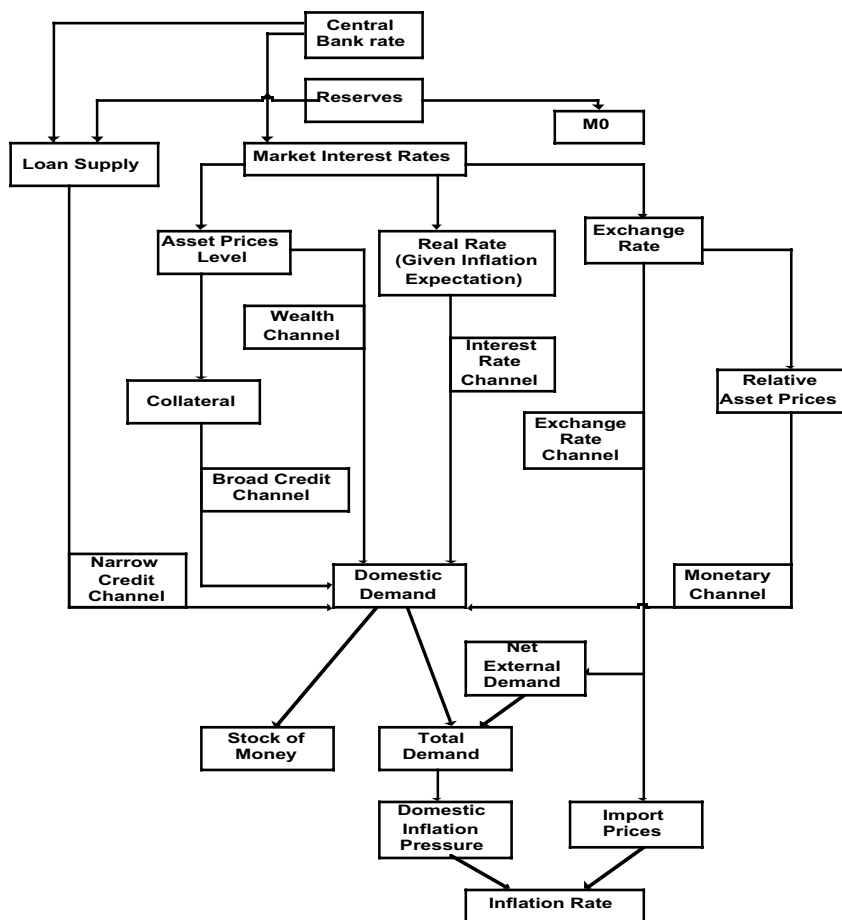 Central
Bank rate
Reserves
M0
Loan Supply
Market Interest Rates
Asset Prices
Level
Real Rate
(Given Inflation
Expectation)
Exchange
Rate
Wealth
Channel
Interest
Rate
Channel
Collateral
Relative
Asset Prices
Exchange
Rate
Channel
Broad Credit
Channel
Narrow
Credit
Channel
Domestic
Demand
Monetary
Channel
Net
External
Demand
Stock of
Money
Total
Demand
Domestic
Inflation
Pressure
Import
Prices
Inflation Rate